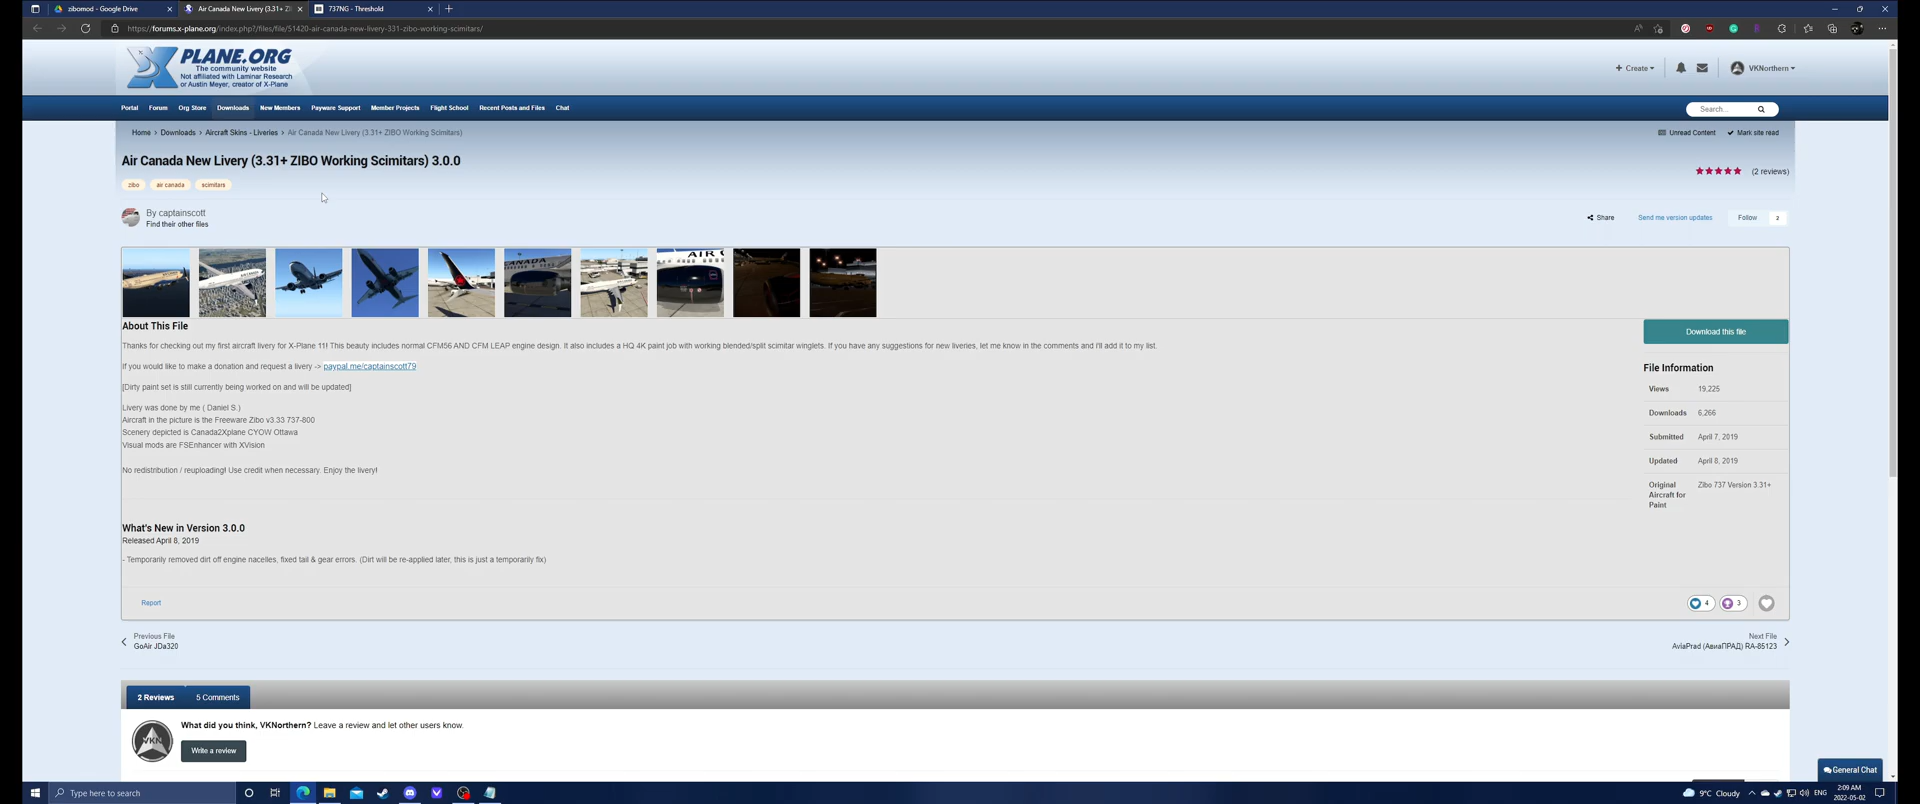 zibomod - Google Drive
Air Canada New Livery (3.31+ ZI
737NG - Threshold
https://forums.x-plane.org/index.php?/files/file/51420-air-canada-new-livery-331-zibo-working-scimitars/
X PLANE.ORG
The community website
Not affiliated with Laminar Research
or Austin Meyer, creator of X-Plane
+ Create
VKNorthern
Portal Forum Org Store Downloads New Members Payware Support Member Projects Flight School Recent Posts and Files Chat
Search...
Home > Downloads > Aircraft Skins - Liveries > Air Canada New Livery (3.31+ ZIBO Working Scimitars)
Unread Content Mark site read
Air Canada New Livery (3.31+ ZIBO Working Scimitars) 3.0.0
(2 reviews)
zibo air canada scimitars
By captainscott
Find their other files
Share Send me version updates Follow 2
About This File
Download this file
Thanks for checking out my first aircraft livery for X-Plane 11! This beauty includes normal CFM56 AND CFM LEAP engine design. It also includes a HQ 4K paint job with working blended/split scimitar winglets. If you have any suggestions for new liveries, let me know in the comments and I'll add it to my list.
If you would like to make a donation and request a livery -> paypal.me/captainscott79
[Dirty paint set is still currently being worked on and will be updated]
Livery was done by me ( Daniel S.)
Aircraft in the picture is the Freeware Zibo v3.33 737-800
Scenery depicted is Canada2Xplane CYOW Ottawa
Visual mods are FSEnhancer with XVision
No redistribution / reuploading! Use credit when necessary. Enjoy the livery!
File Information
Views 19,225
Downloads 6,266
Submitted April 7, 2019
Updated April 8, 2019
Original Aircraft for Paint Zibo 737 Version 3.31+
What's New in Version 3.0.0
Released April 8, 2019
- Temporarily removed dirt off engine nacelles, fixed tail & gear errors. (Dirt will be re-applied later, this is just a temporarily fix)
Report
4 3
Previous File
GoAir JDa320
Next File
AviaPrad (АвиаПРАД) RA-85123
2 Reviews 5 Comments
What did you think, VKNorthern? Leave a review and let other users know.
Write a review
General Chat
Type here to search
9°C Cloudy
ENG
2:09 AM
2022-05-02